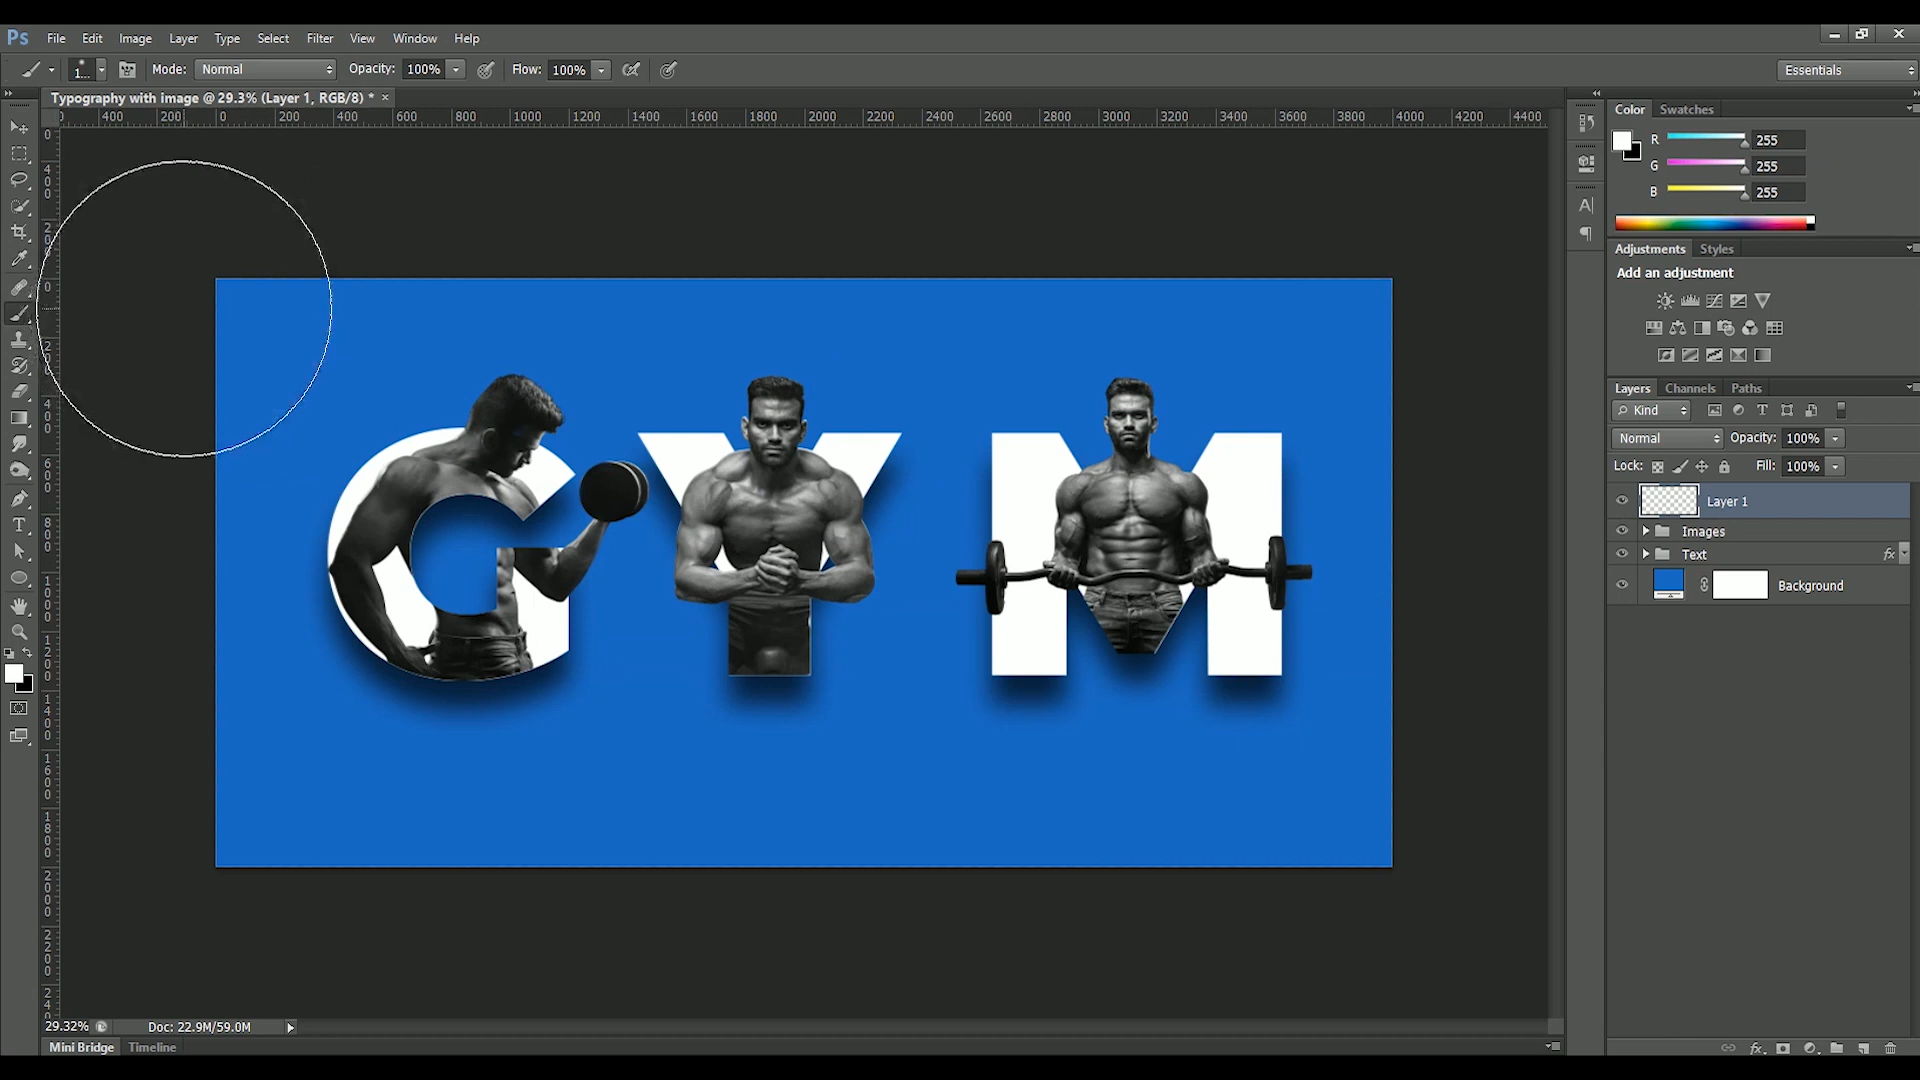 Ps File Edit Image Layer Type Select Filter View Window Help
1... Mode: Normal Opacity: 100% Flow: 100% Essentials
Typography with image @ 29.3% (Layer 1, RGB/8) * ×
400 200 0 200 400 600 800 1000 1200 1400 1600 1800 2000 2200 2400 2600 2800 3000 3200 3400 3600 3800 4000 4200 4400
Color Swatches
R 255
G 255
B 255
Adjustments Styles
Add an adjustment
Layers Channels Paths
Kind
Normal Opacity: 100%
Lock: Fill: 100%
Layer 1
Images
Text fx
Background
GYM
29.32% Doc: 22.9M/59.0M
Mini Bridge Timeline
fx